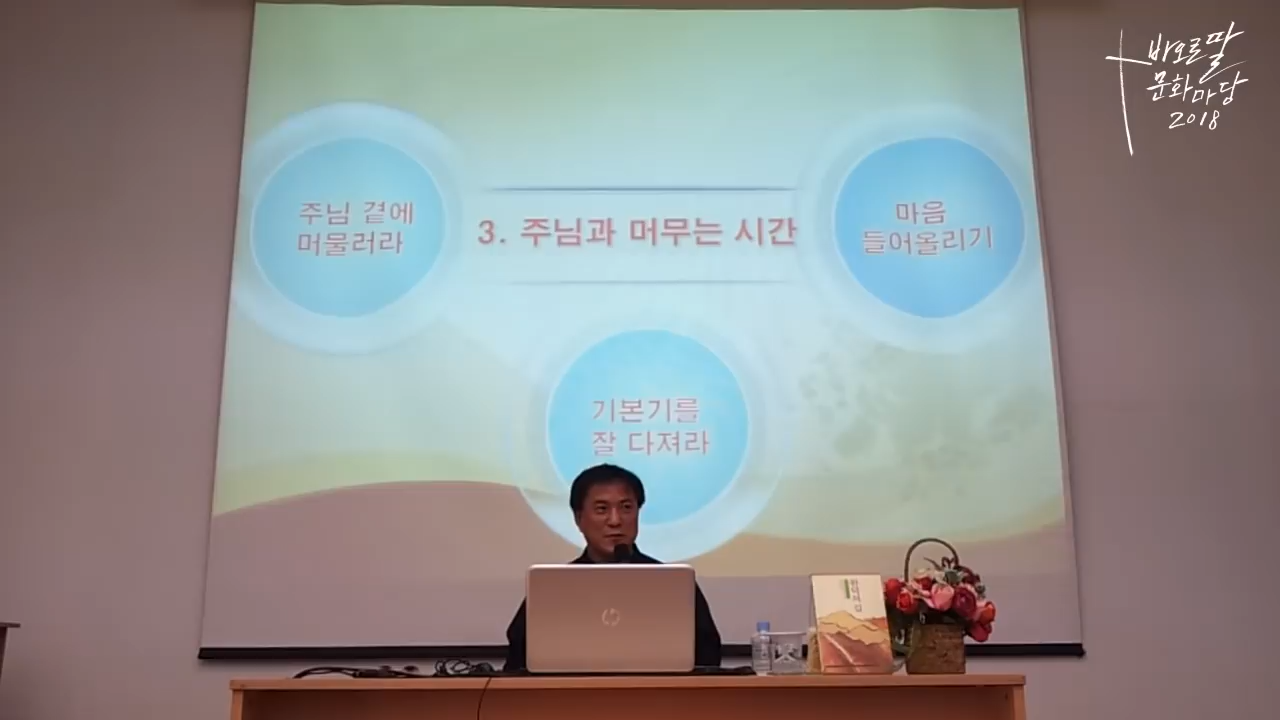 바오로딸
문화마당
2018
주님 곁에
머물러라
3. 주님과 머무는 시간
마음
들어올리기
기본기를
잘 다져라
hp